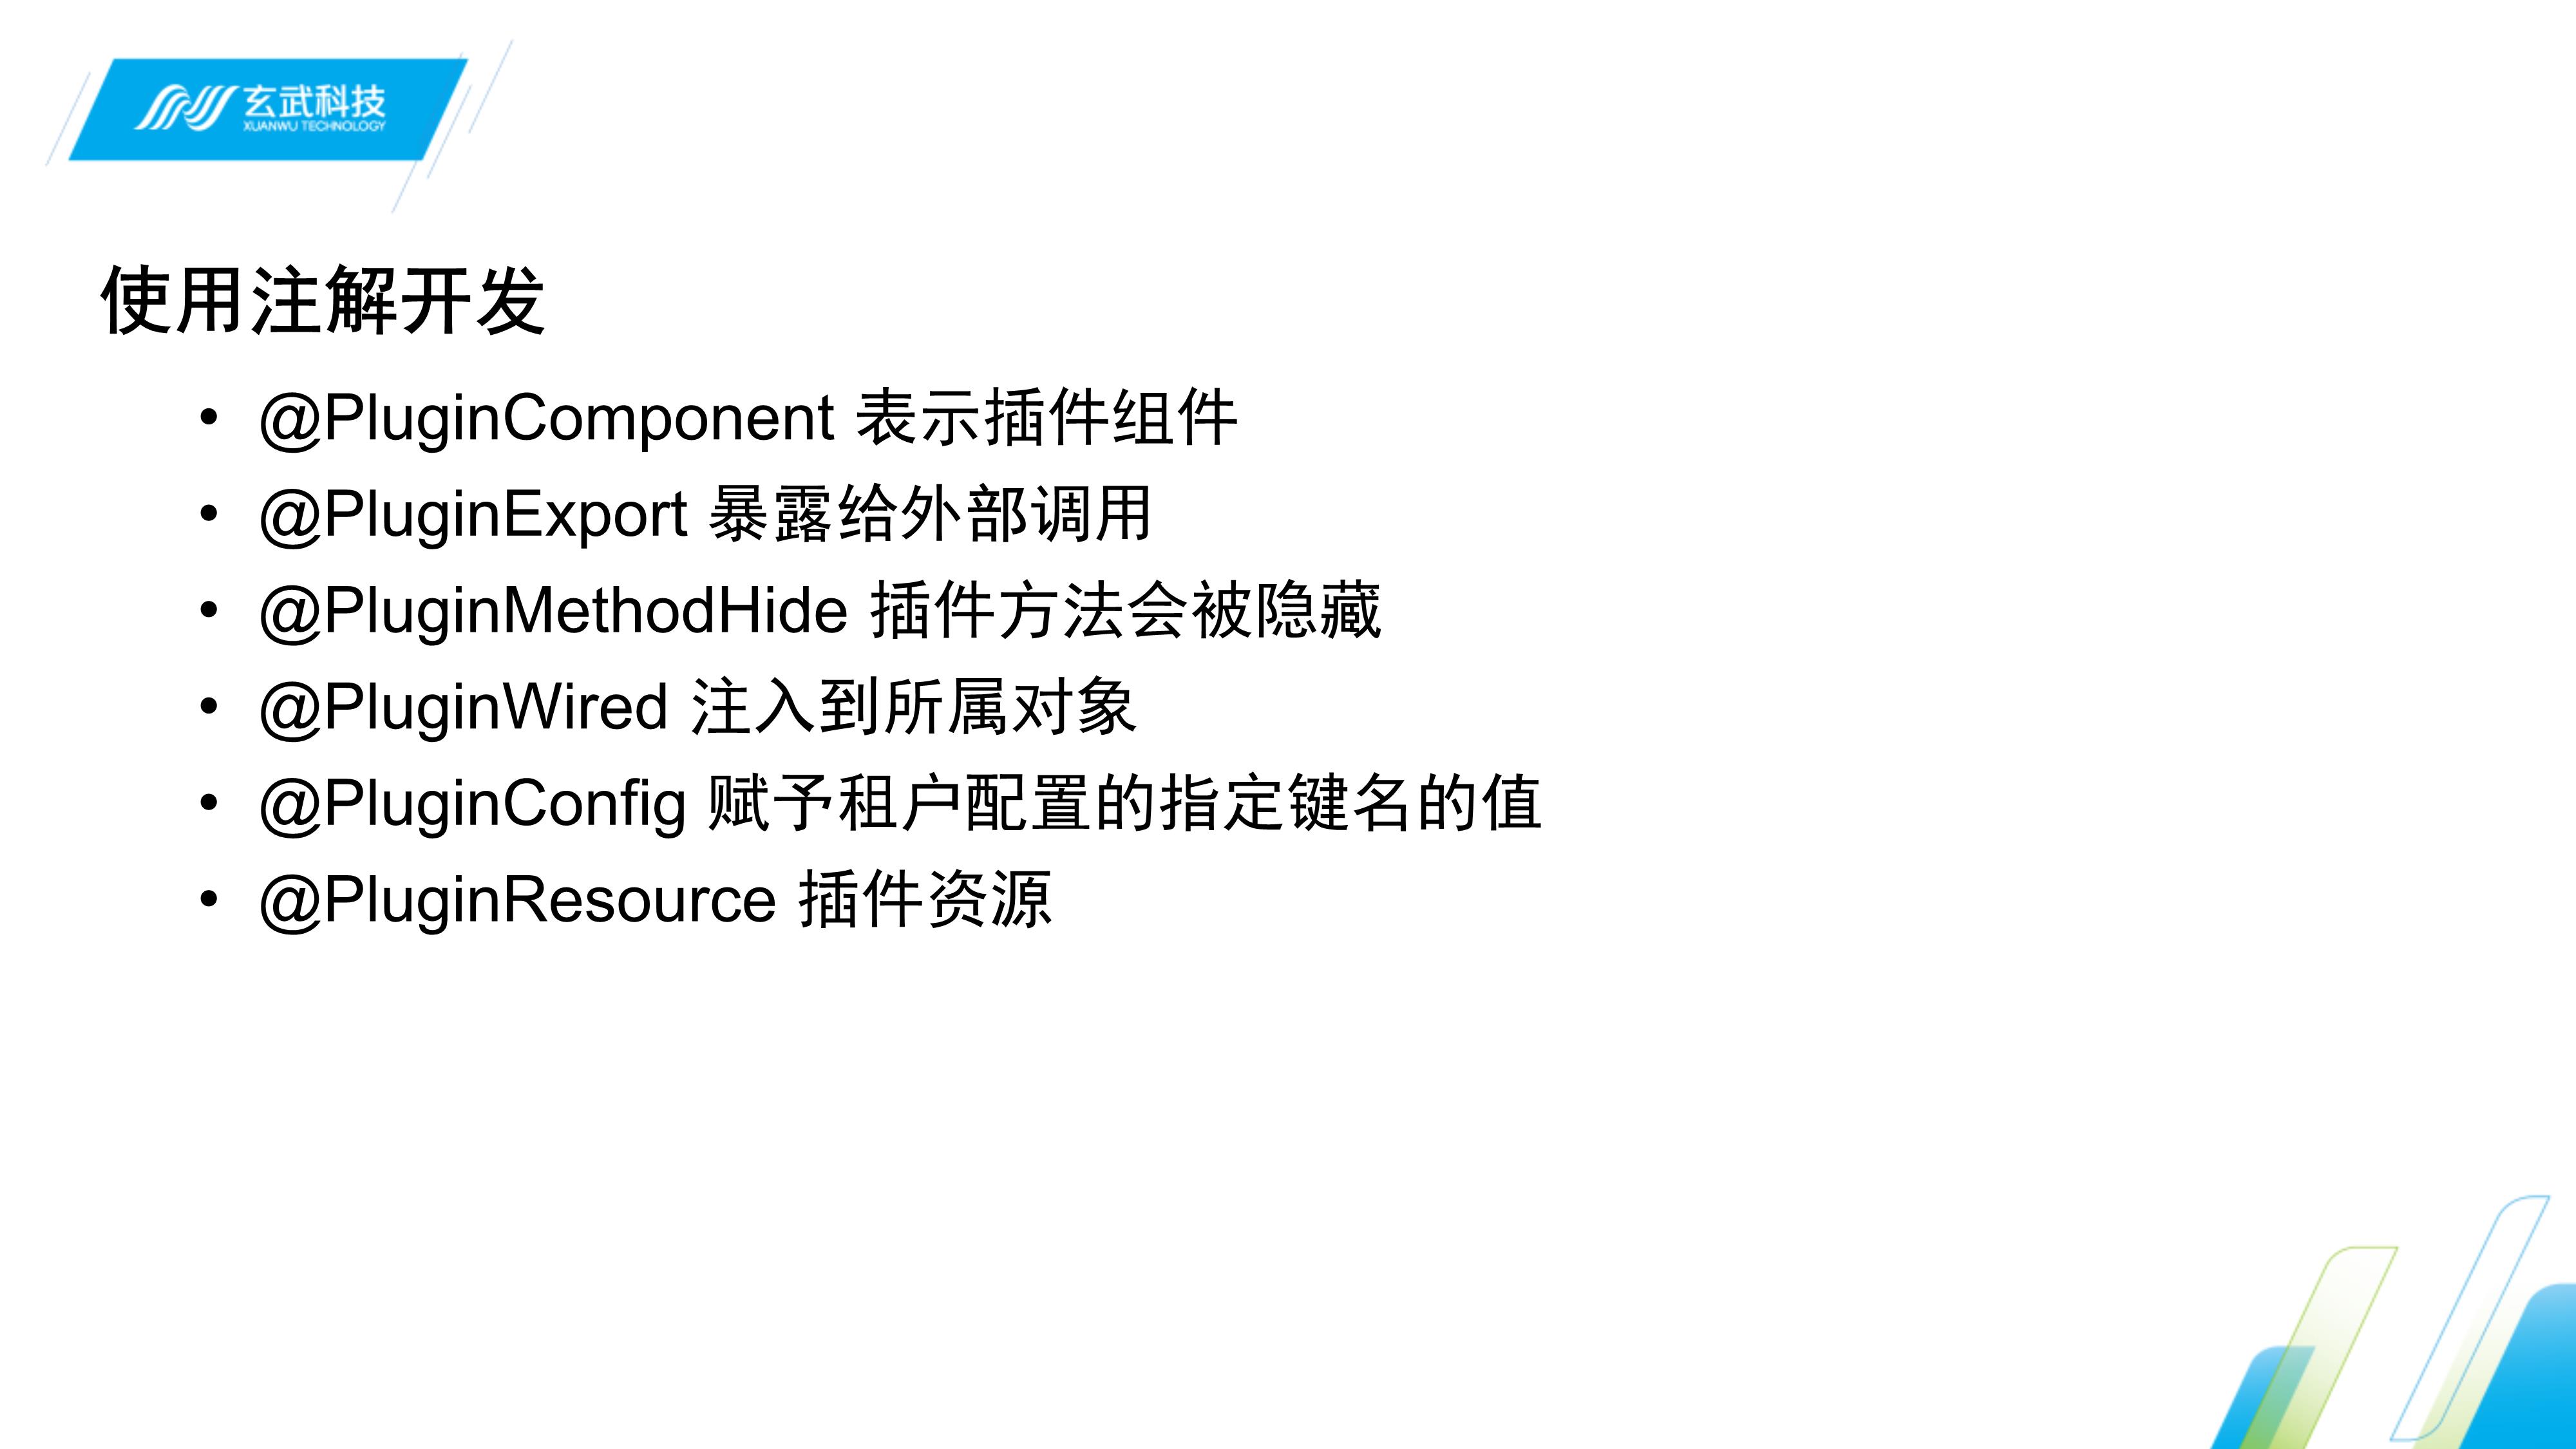 玄武科技
XUANWU TECHNOLOGY
使用注解开发
• @PluginComponent 表示插件组件
• @PluginExport 暴露给外部调用
• @PluginMethodHide 插件方法会被隐藏
• @PluginWired 注入到所属对象
• @PluginConfig 赋予租户配置的指定键名的值
• @PluginResource 插件资源